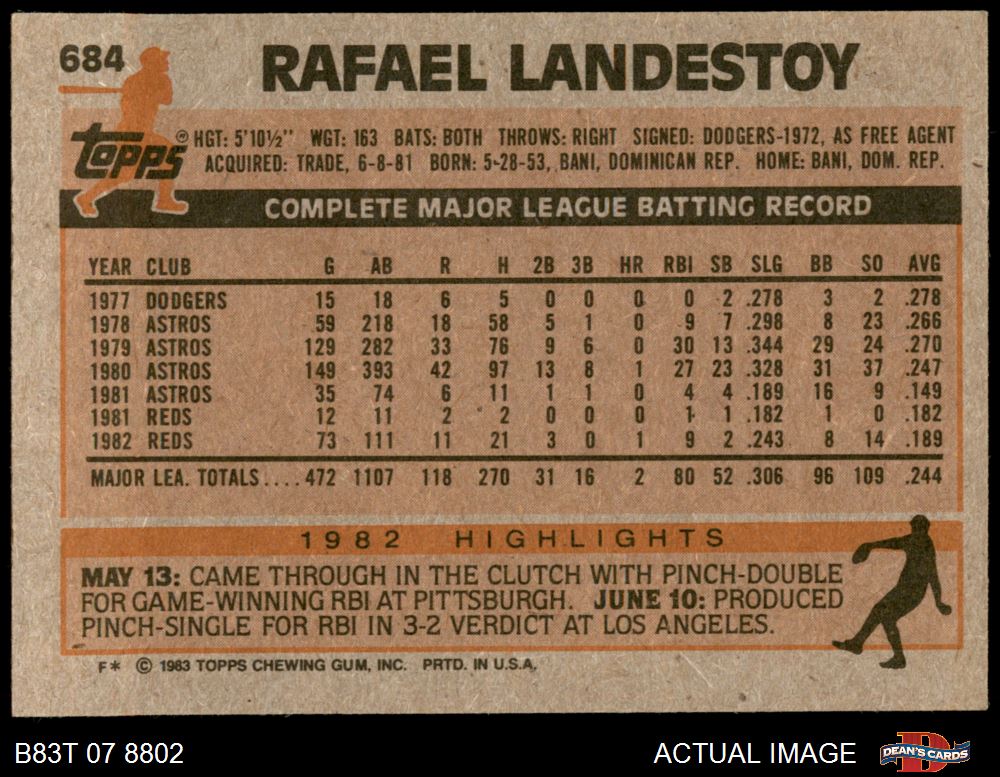 684 RAFAEL LANDESTOY
topps ® HGT: 5'10½" WGT: 163 BATS: BOTH THROWS: RIGHT SIGNED: DODGERS-1972, AS FREE AGENT
ACQUIRED: TRADE, 6-8-81 BORN: 5-28-53, BANI, DOMINICAN REP. HOME: BANI, DOM. REP.
COMPLETE MAJOR LEAGUE BATTING RECORD
YEAR CLUB G AB R H 2B 3B HR RBI SB SLG BB SO AVG
1977 DODGERS 15 18 6 5 0 0 0 0 2 .278 3 2 .278
1978 ASTROS 59 218 18 58 5 1 0 9 7 .298 8 23 .266
1979 ASTROS 129 282 33 76 9 6 0 30 13 .344 29 24 .270
1980 ASTROS 149 393 42 97 13 8 1 27 23 .328 31 37 .247
1981 ASTROS 35 74 6 11 1 1 0 4 4 .189 16 9 .149
1981 REDS 12 11 2 2 0 0 0 1 1 .182 1 0 .182
1982 REDS 73 111 11 21 3 0 1 9 2 .243 8 14 .189
MAJOR LEA. TOTALS.... 472 1107 118 270 31 16 2 80 52 .306 96 109 .244
1982 HIGHLIGHTS
MAY 13: CAME THROUGH IN THE CLUTCH WITH PINCH-DOUBLE
FOR GAME-WINNING RBI AT PITTSBURGH. JUNE 10: PRODUCED
PINCH-SINGLE FOR RBI IN 3-2 VERDICT AT LOS ANGELES.
F* © 1983 TOPPS CHEWING GUM, INC. PRTD. IN U.S.A.
B83T 07 8802 ACTUAL IMAGE D DEAN'S CARDS